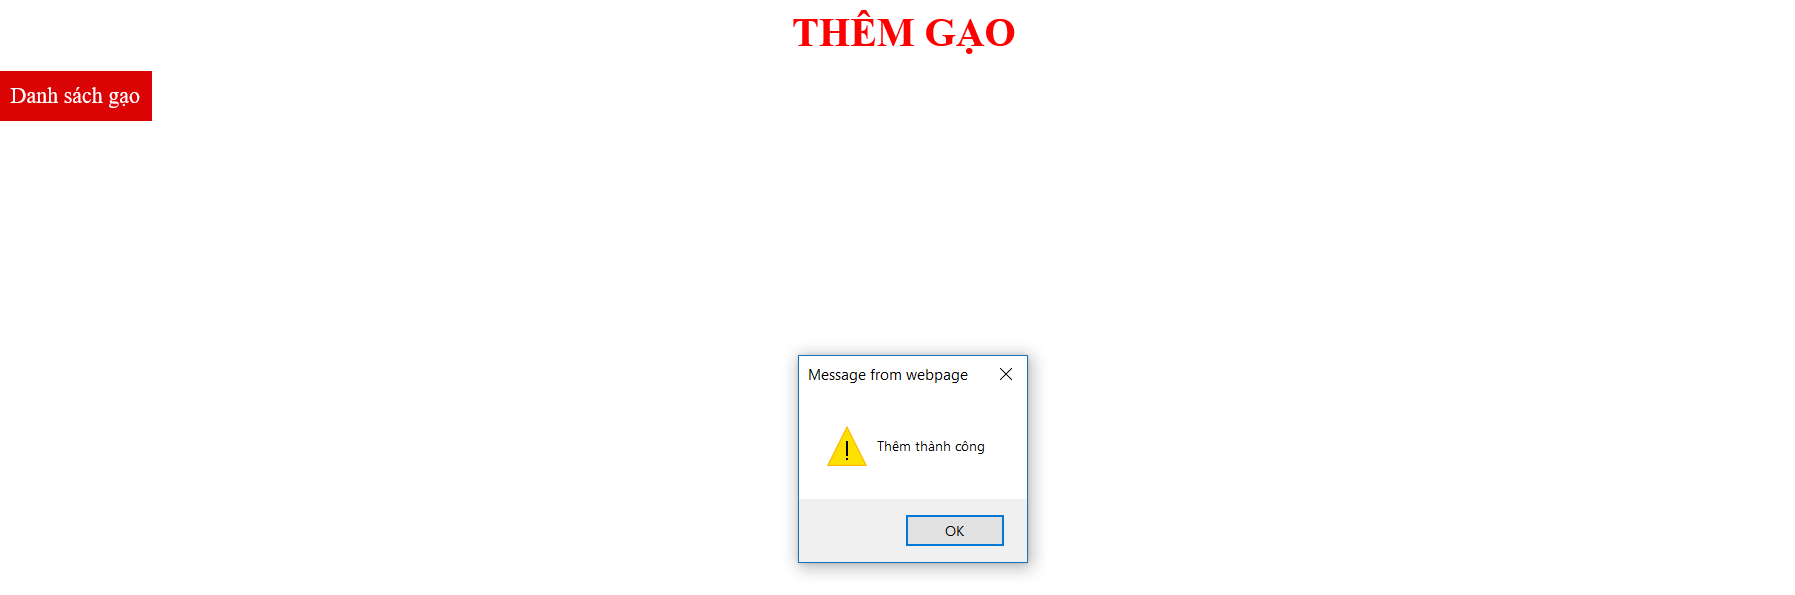 THÊM GẠO
Danh sách gạo
Message from webpage
Thêm thành công
OK